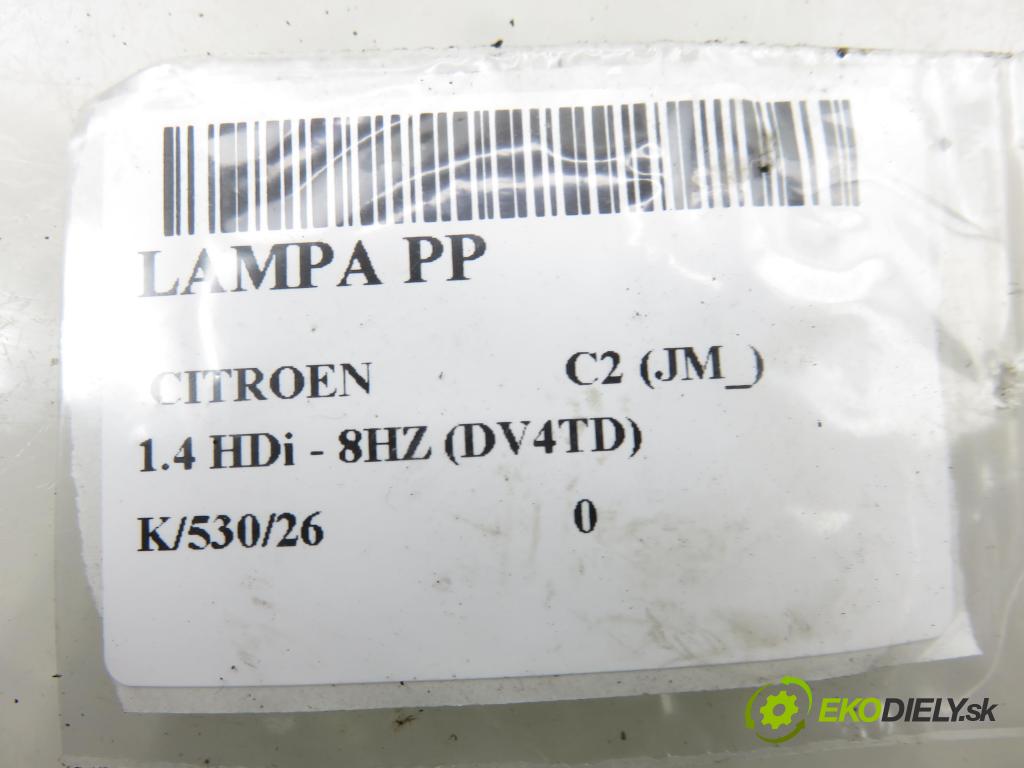 LAMPA PP
CITROEN C2 (JM_)
1.4 HDi - 8HZ (DV4TD)
K/530/26 0
EKODIELY.sk